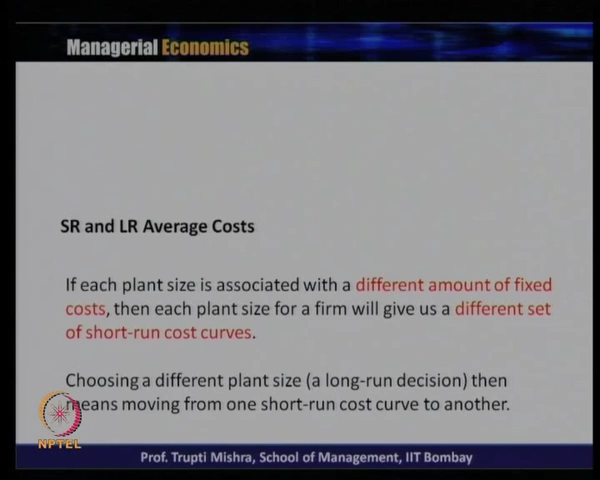 Managerial Economics
SR and LR Average Costs
If each plant size is associated with a different amount of fixed
costs, then each plant size for a firm will give us a different set
of short-run cost curves.
Choosing a different plant size (a long-run decision) then
means moving from one short-run cost curve to another.
NPTEL
Prof. Trupti Mishra, School of Management, IIT Bombay